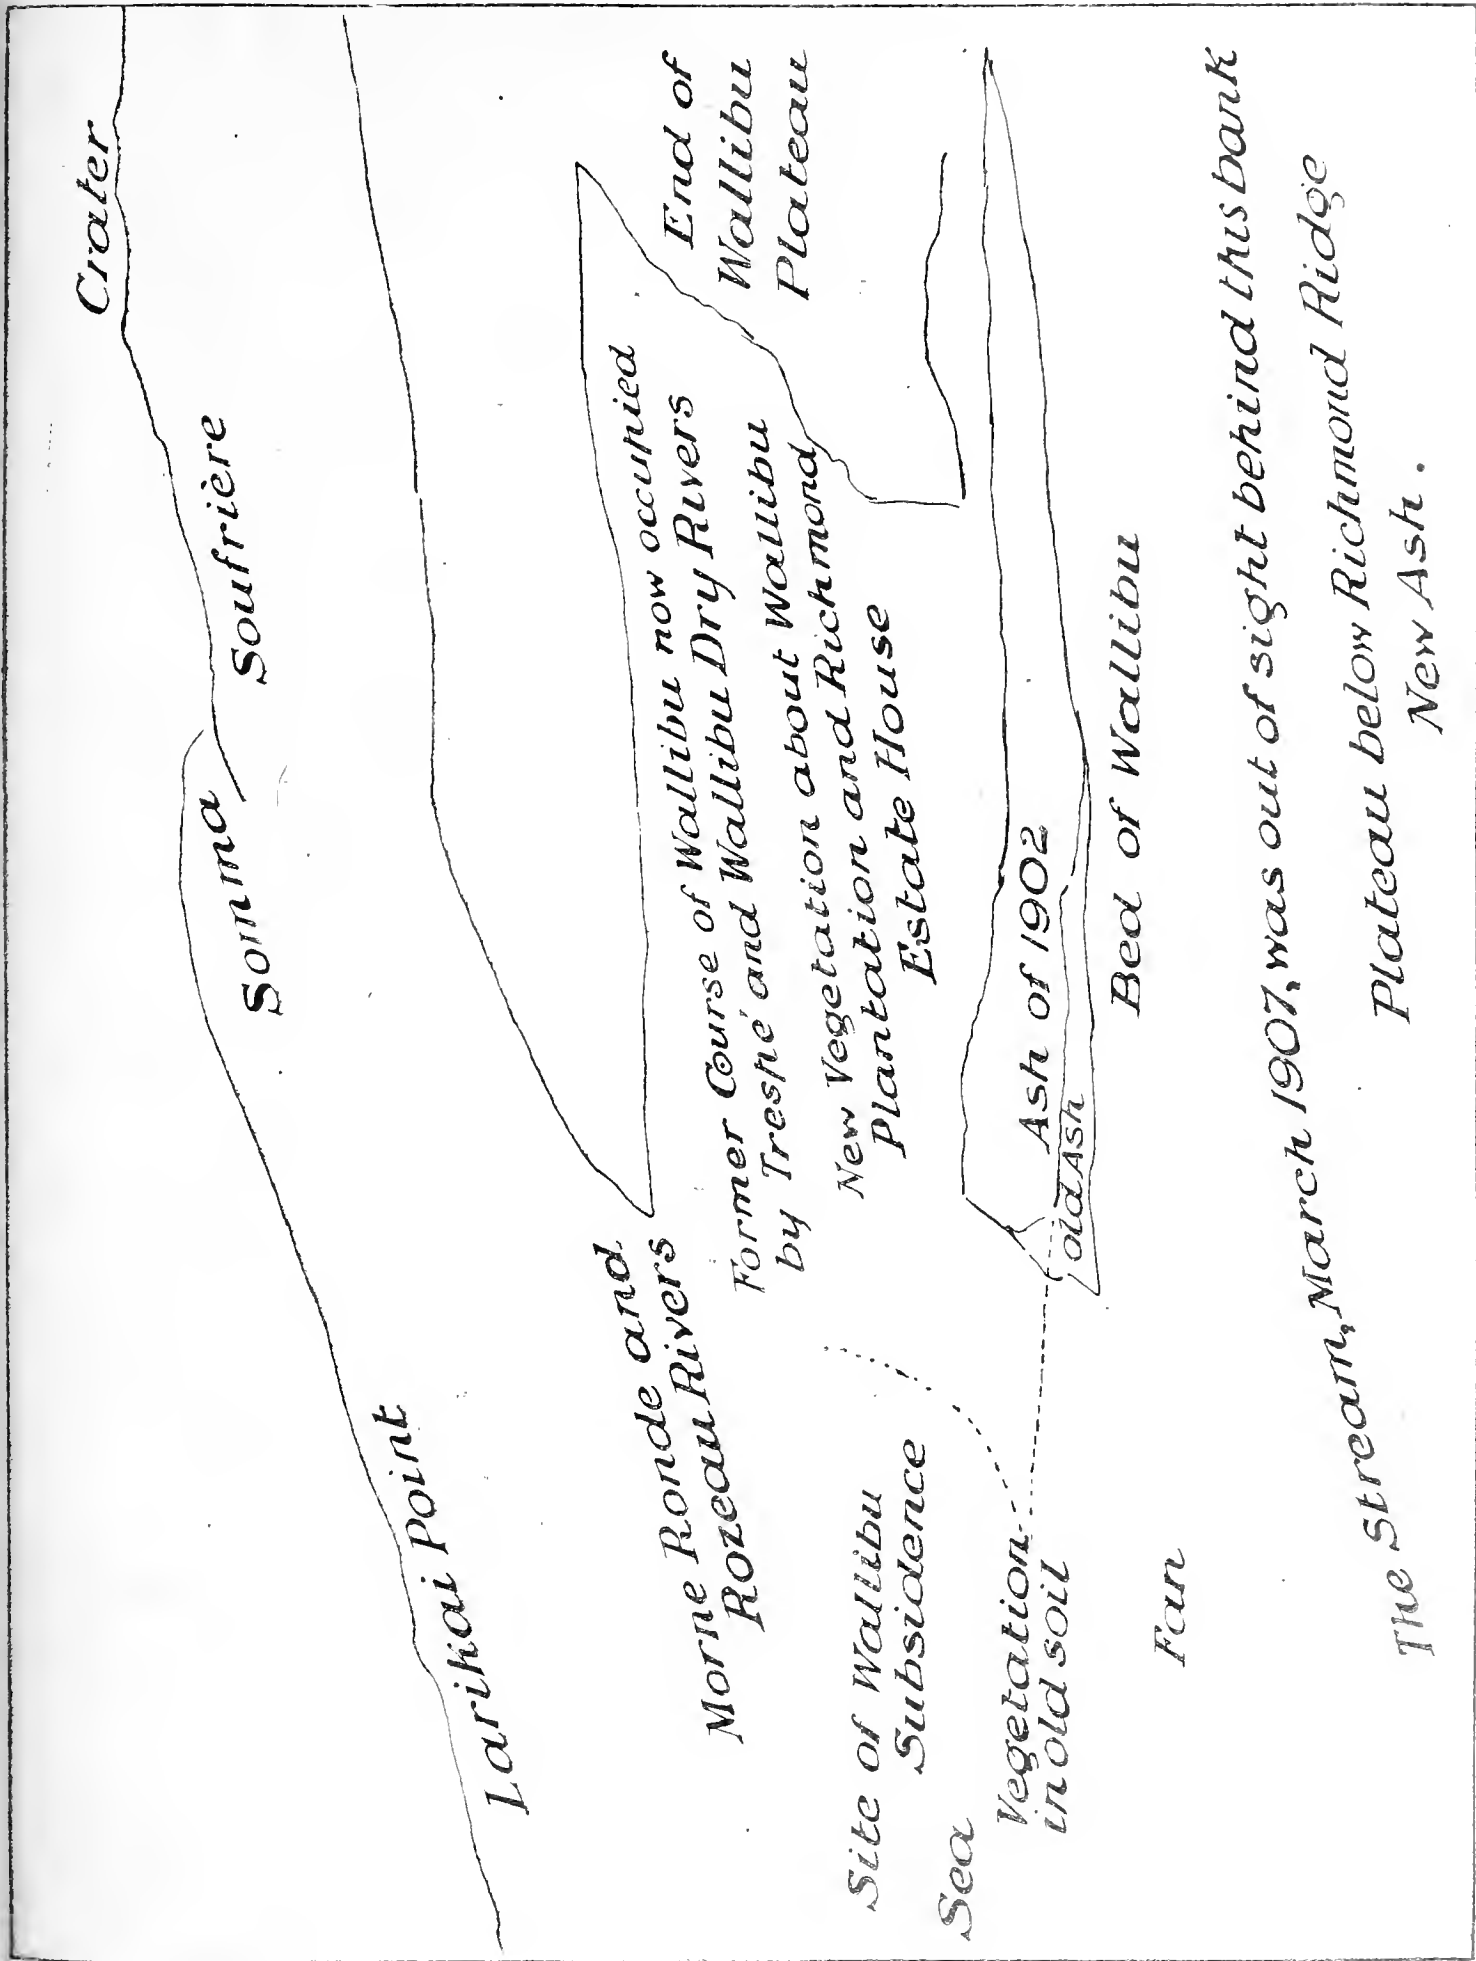 Crater
Somma
Soufrière
Larikai Point
Morne Ronde and
Rozeau Rivers
End of
Wallibu
Plateau
Former Course of Wallibu now occupied
by Trespé and Wallibu Dry Rivers
New Vegetation about Wallibu
Plantation and Richmond
Estate House
Site of Wallibu
Subsidence
Sea
Vegetation
in old soil
Ash of 1902
old Ash
Bed of Wallibu
Fan
The Stream, March 1907, was out of sight behind this bank
Plateau below Richmond Ridge
New Ash.